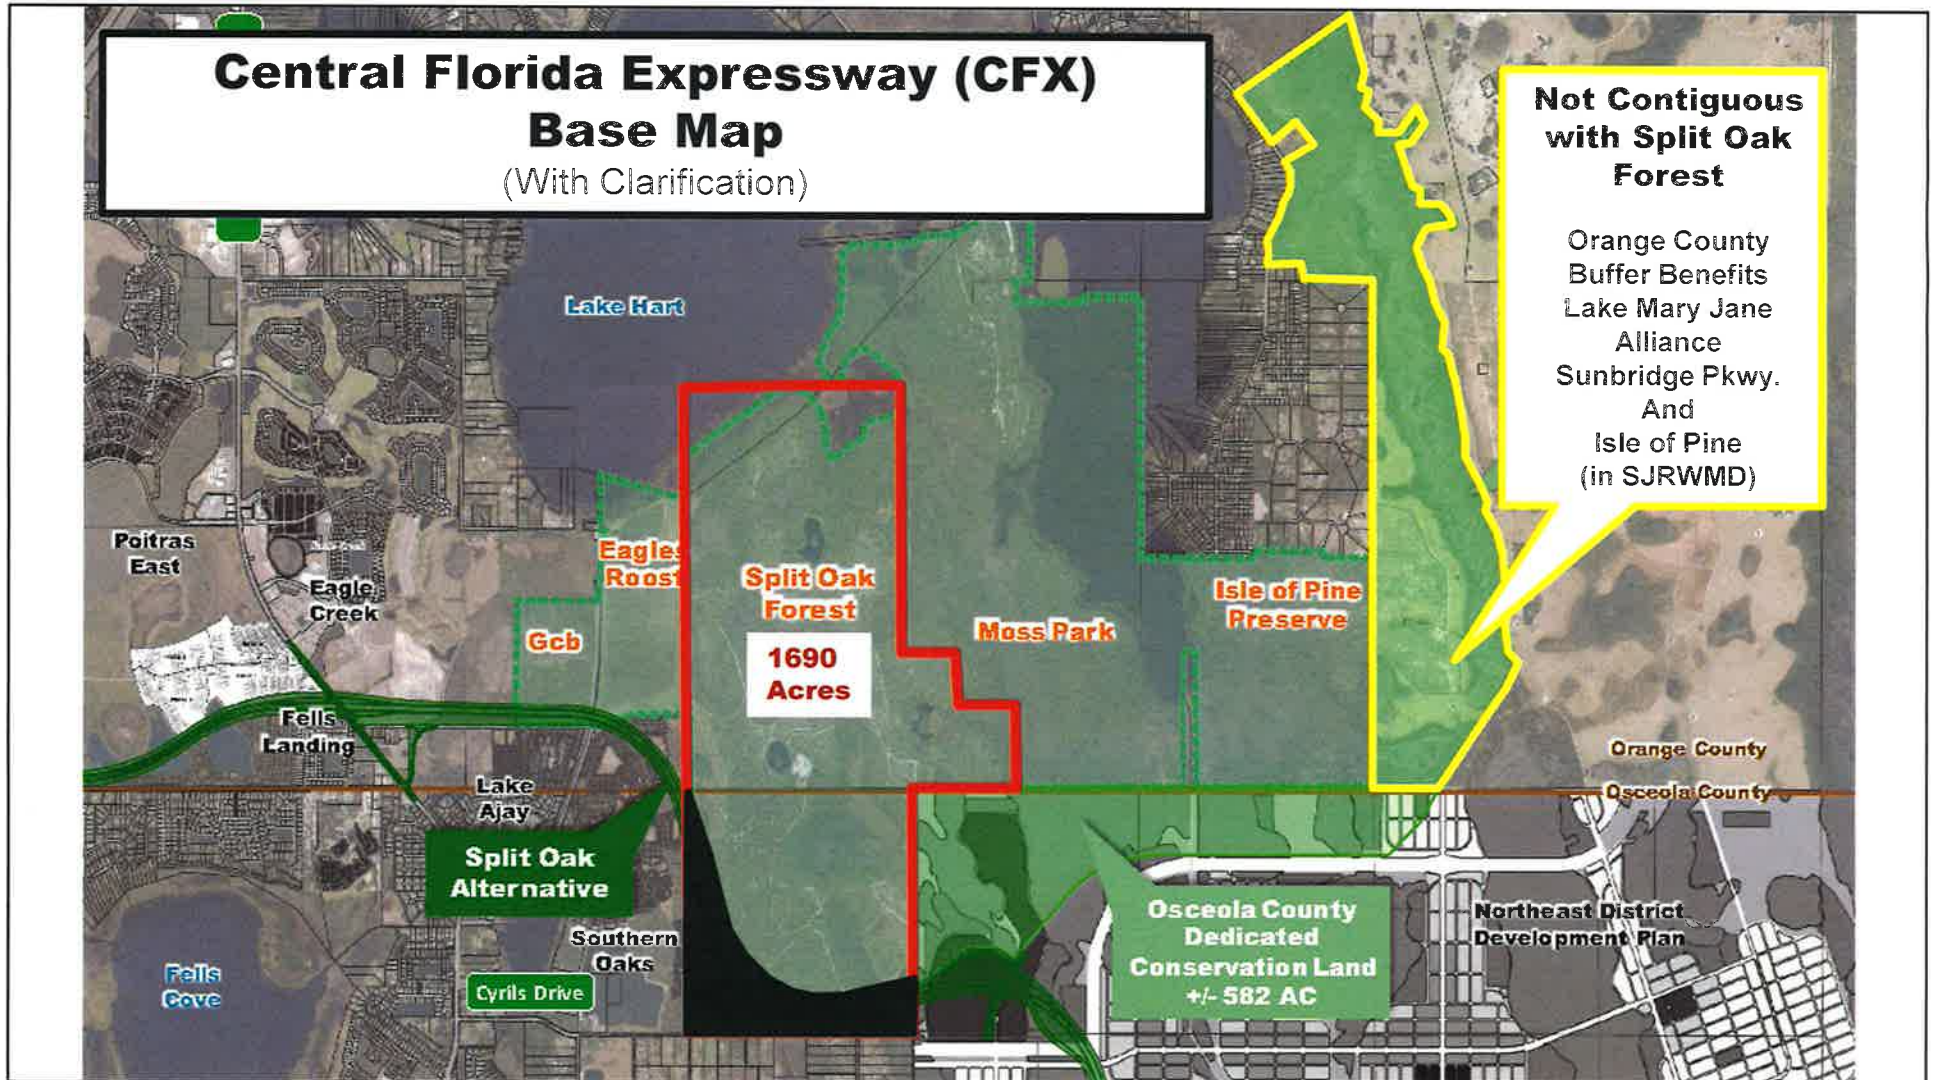 Central Florida Expressway (CFX)
Base Map
(With Clarification)
Not Contiguous
with Split Oak
Forest
Orange County
Buffer Benefits
Lake Mary Jane
Alliance
Sunbridge Pkwy.
And
Isle of Pine
(in SJRWMD)
Lake Hart
Poitras
East
Eagle
Creek
Eagles
Roost
Gcb
Split Oak
Forest
1690
Acres
Moss Park
Isle of Pine
Preserve
Fells
Landing
Lake
Ajay
Orange County
Osceola County
Split Oak
Alternative
Southern
Oaks
Fells
Cove
Cyrils Drive
Osceola County
Dedicated
Conservation Land
+/- 582 AC
Northeast District
Development Plan